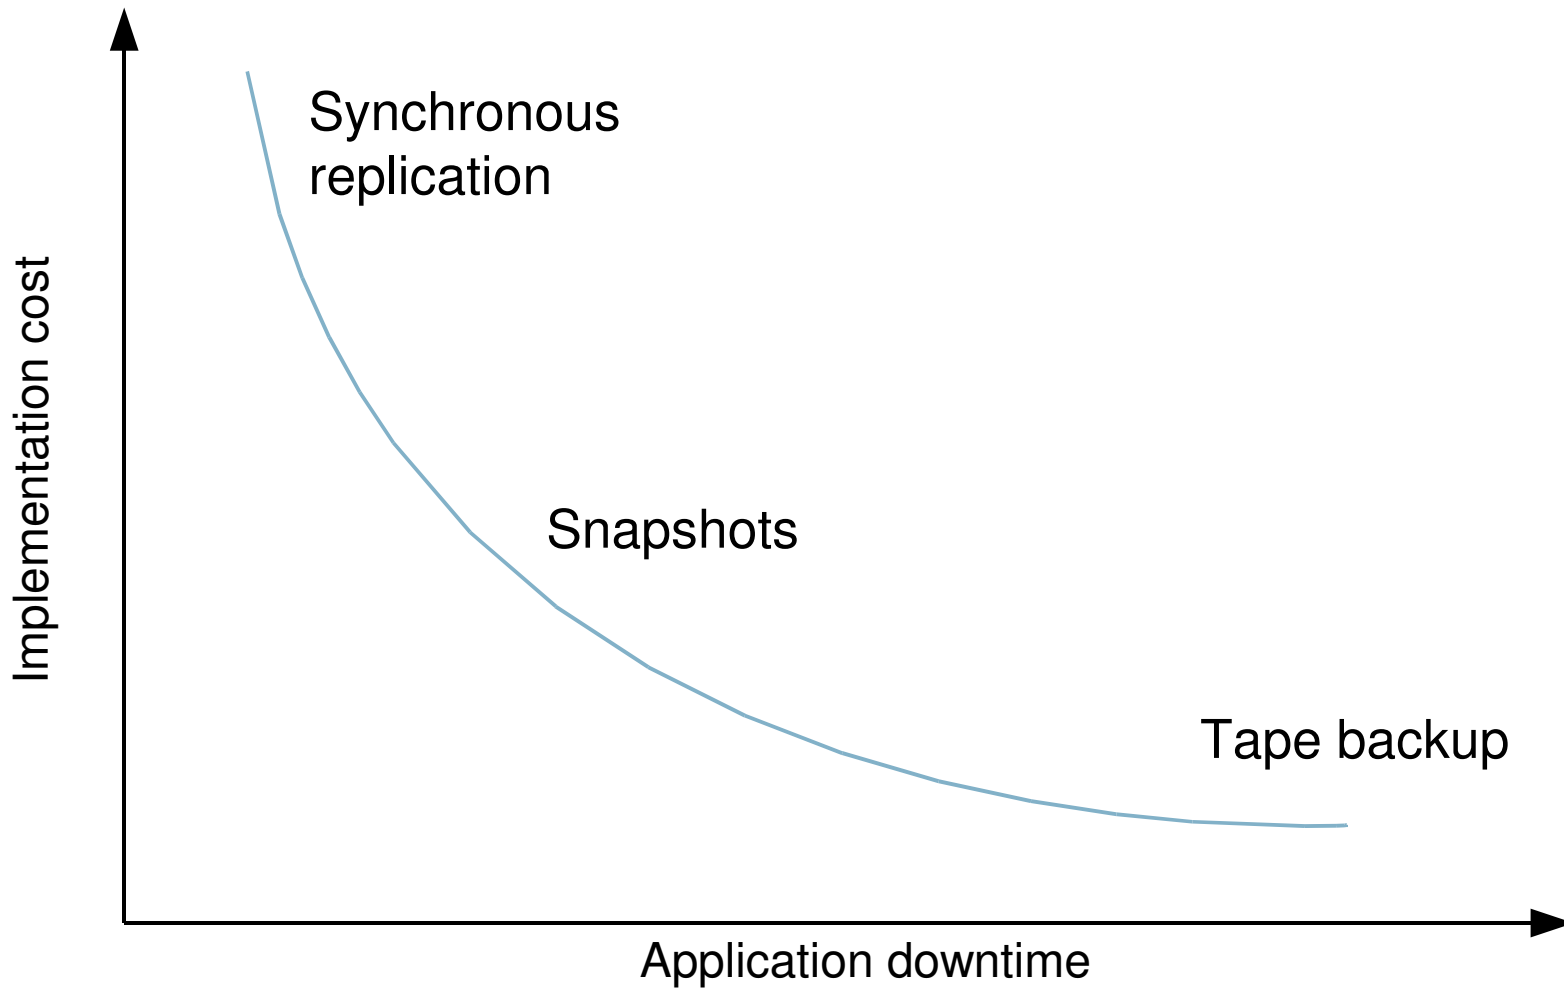 Synchronous
replication
Implementation cost
Snapshots
Tape backup
Application downtime